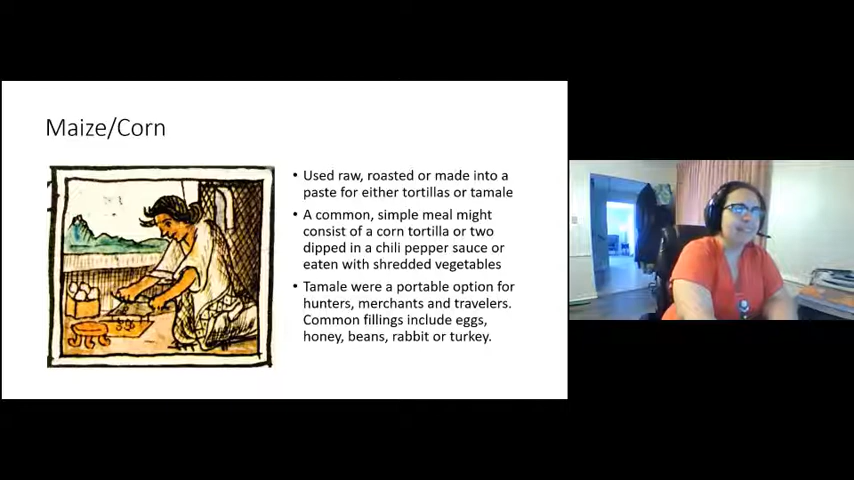 Maize/Corn
• Used raw, roasted or made into a
paste for either tortillas or tamale
• A common, simple meal might
consist of a corn tortilla or two
dipped in a chili pepper sauce or
eaten with shredded vegetables
• Tamale were a portable option for
hunters, merchants and travelers.
Common fillings include eggs,
honey, beans, rabbit or turkey.